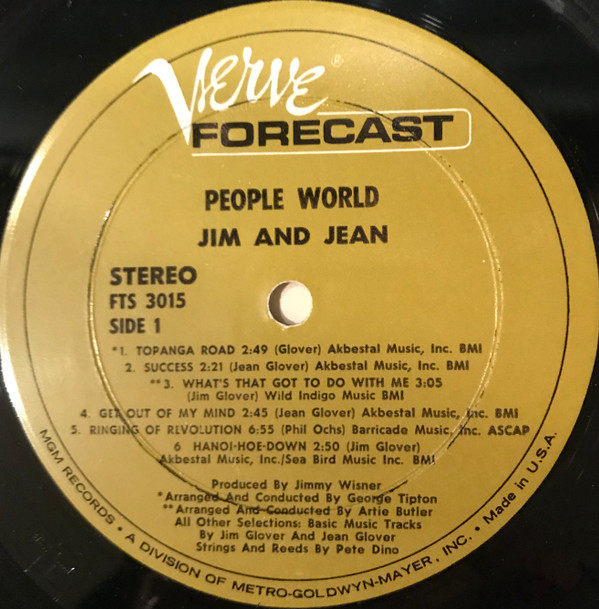 Verve ®
FORECAST
PEOPLE WORLD
JIM AND JEAN
STEREO
FTS 3015
SIDE 1
*1. TOPANGA ROAD 2:49 (Glover) Akbestal Music, Inc. BMI
2. SUCCESS 2:21 (Jean Glover) Akbestal Music, Inc. BMI
**3. WHAT'S THAT GOT TO DO WITH ME 3:05
(Jim Glover) Wild Indigo Music BMI
4. GET OUT OF MY MIND 2:45 (Jean Glover) Akbestal Music, Inc. BMI
5. RINGING OF REVOLUTION 6:55 (Phil Ochs) Barricade Music, Inc. ASCAP
6 HANOI-HOE-DOWN 2:50 (Jim Glover)
Akbestal Music, Inc./Sea Bird Music Inc. BMI
Produced By Jimmy Wisner
*Arranged And Conducted By George Tipton
**Arranged And Conducted By Artie Butler
All Other Selections: Basic Music Tracks
By Jim Glover And Jean Glover
Strings And Reeds By Pete Dino
MGM RECORDS • A DIVISION OF METRO-GOLDWYN-MAYER, INC. • Made in U.S.A.